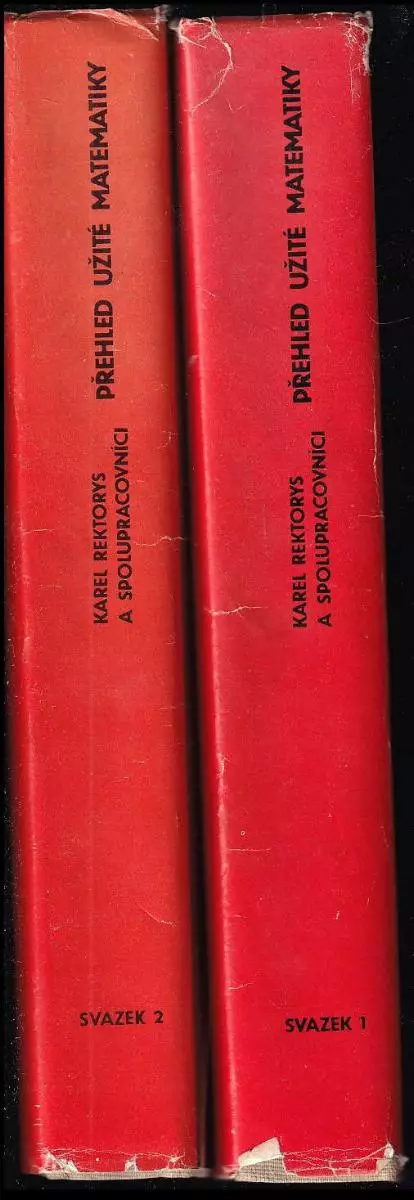 KAREL REKTORYS
A SPOLUPRACOVNÍCI
PŘEHLED UŽITÉ MATEMATIKY
SVAZEK 2
KAREL REKTORYS
A SPOLUPRACOVNÍCI
PŘEHLED UŽITÉ MATEMATIKY
SVAZEK 1